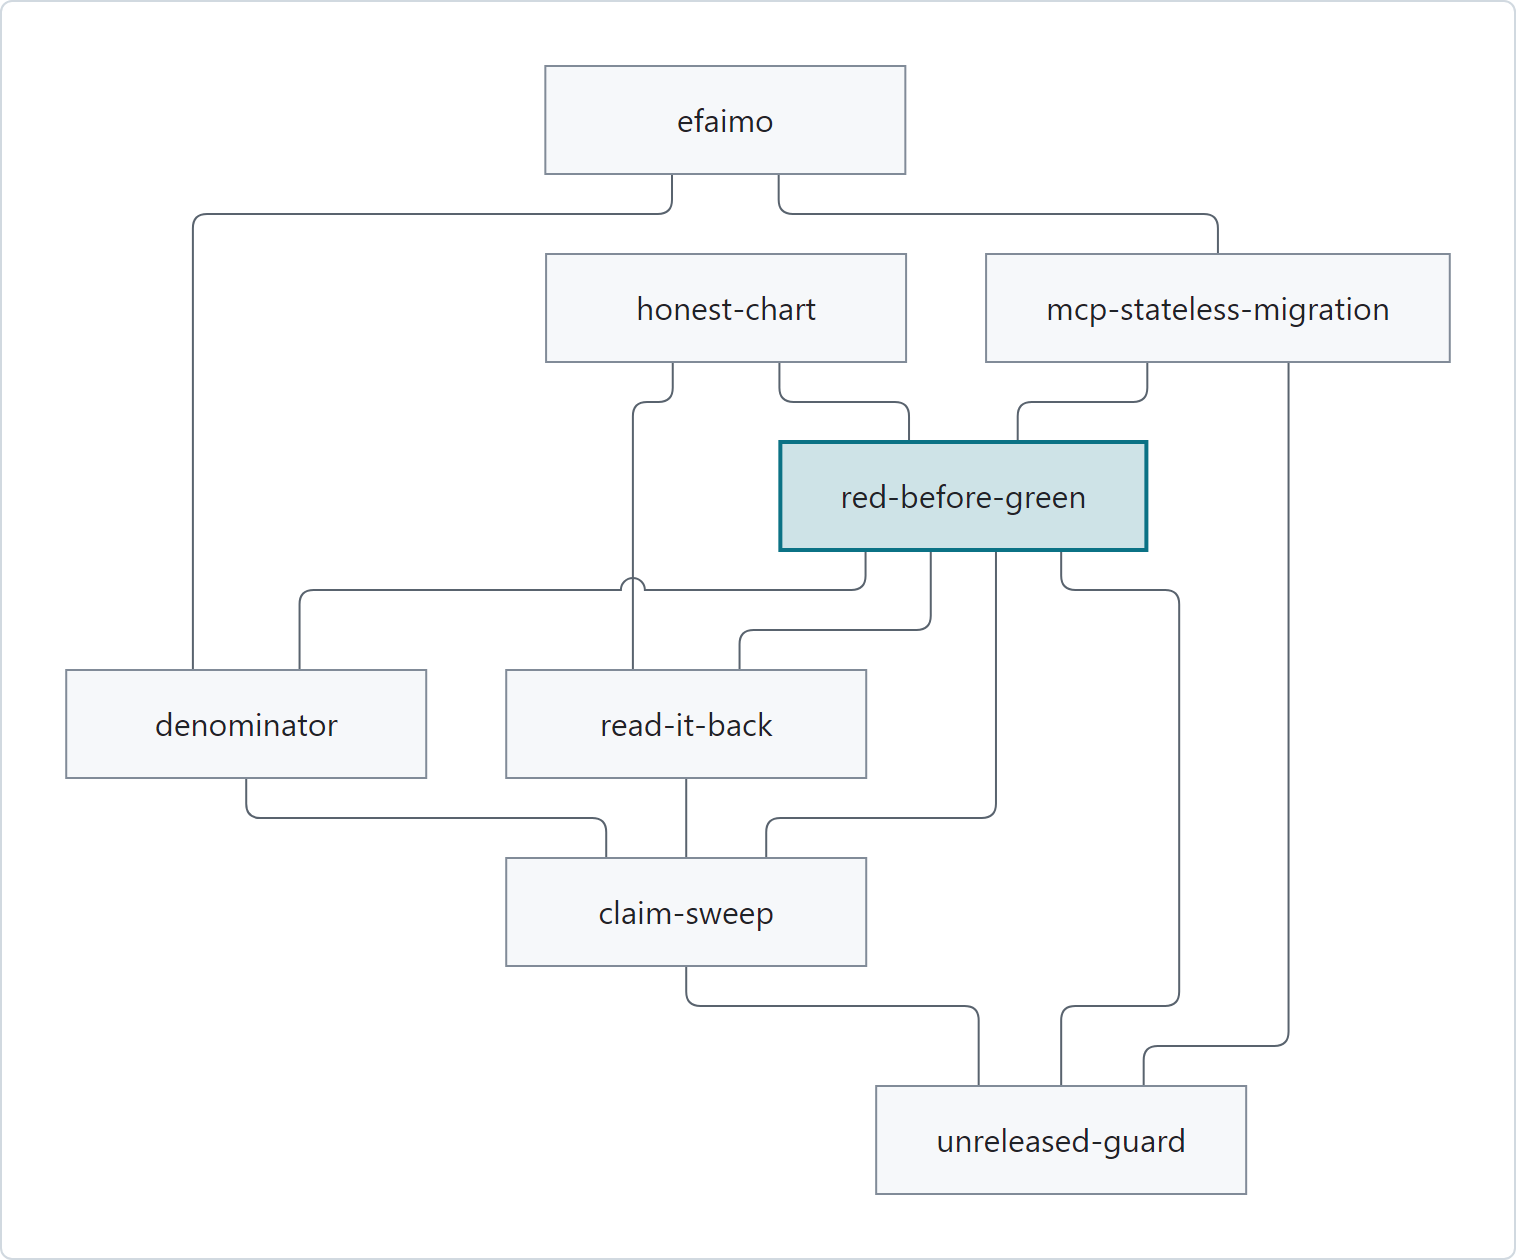 efaimo
honest-chart
mcp-stateless-migration
red-before-green
denominator
read-it-back
claim-sweep
unreleased-guard